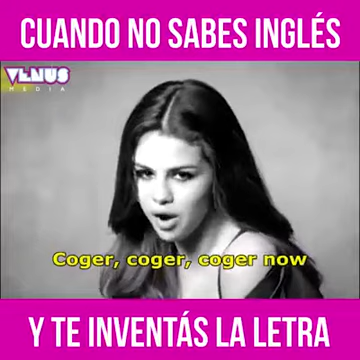 CUANDO NO SABES INGLÉS
VENUS
MEDIA
Coger, coger, coger now
Y TE INVENTÁS LA LETRA